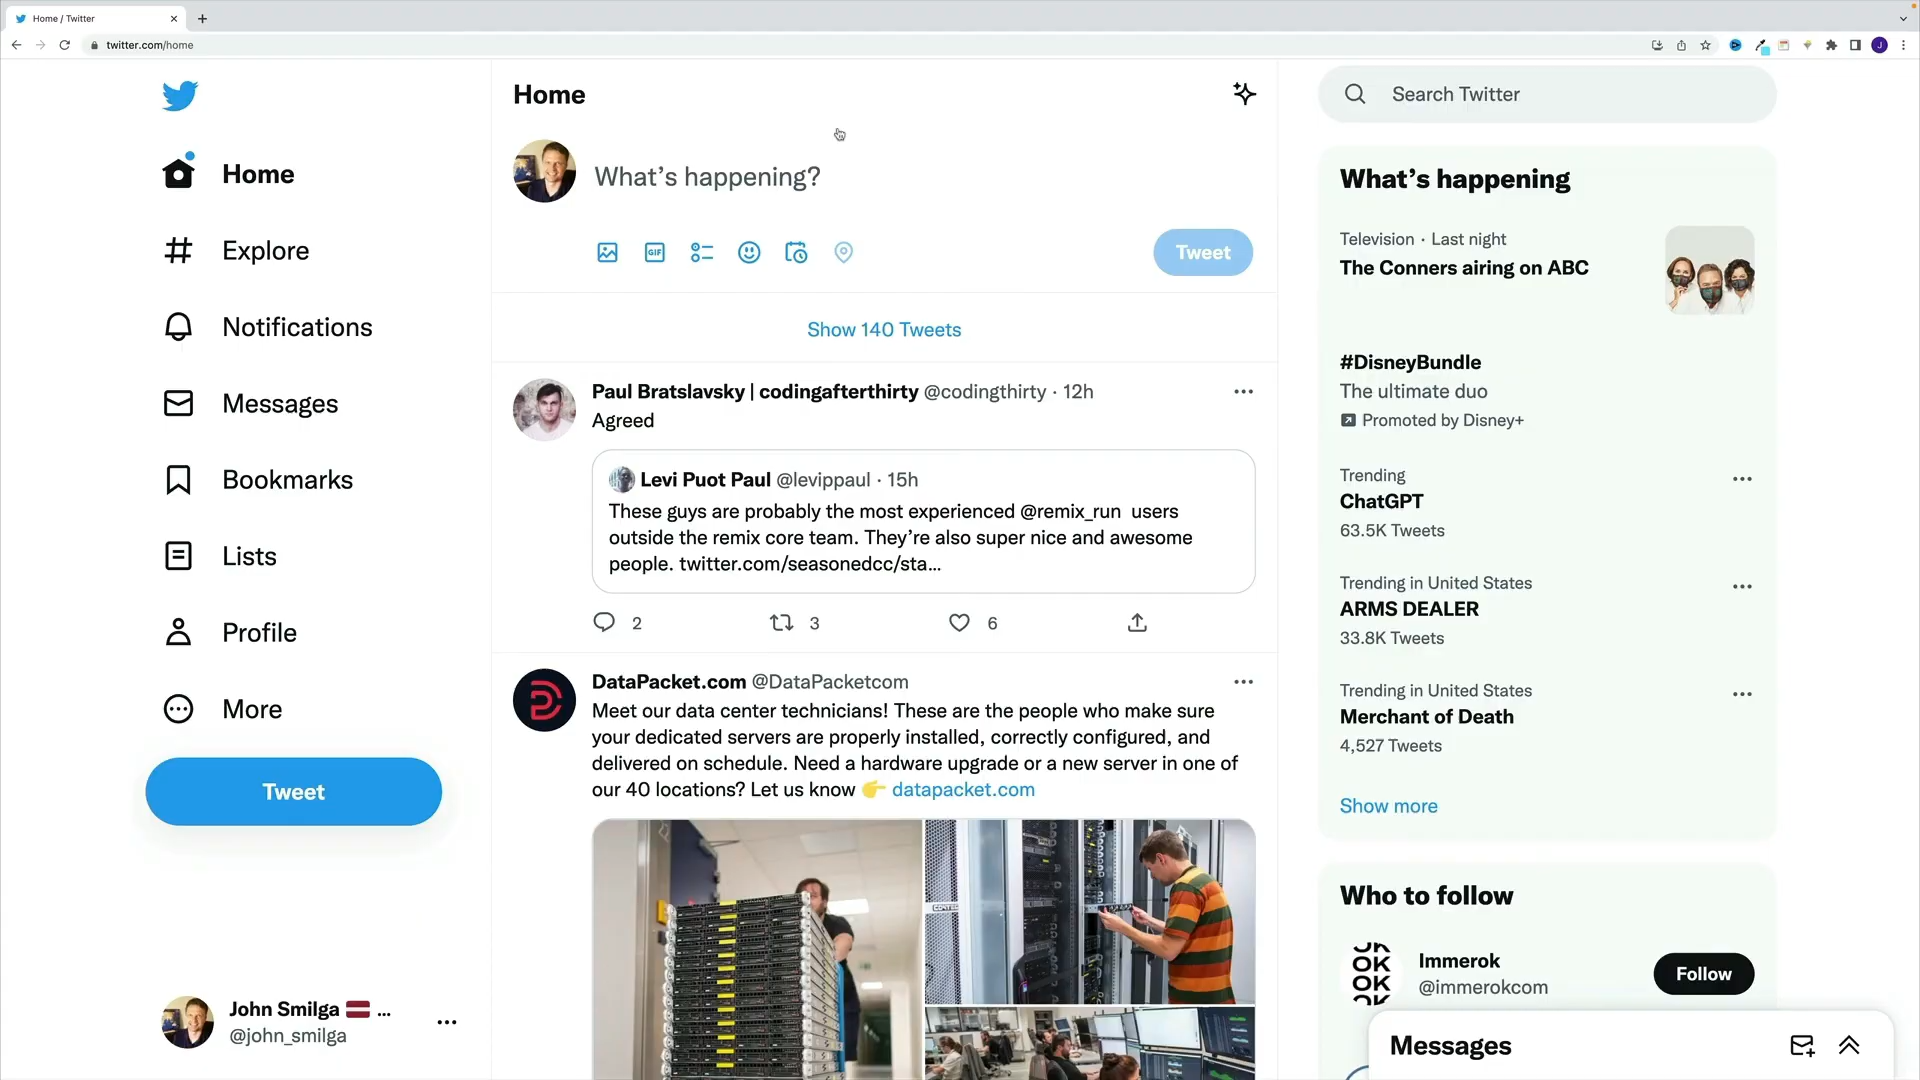 Home / Twitter
twitter.com/home
J
Home
Explore
Notifications
Messages
Bookmarks
Lists
Profile
More
Tweet
John Smilga 🇱🇻 ...
@john_smilga
Home
What’s happening?
GIF
Tweet
Show 140 Tweets
Paul Bratslavsky | codingafterthirty @codingthirty · 12h
Agreed
Levi Puot Paul @levippaul · 15h
These guys are probably the most experienced @remix_run users
outside the remix core team. They’re also super nice and awesome
people. twitter.com/seasonedcc/sta…
2
3
6
DataPacket.com @DataPacketcom
Meet our data center technicians! These are the people who make sure
your dedicated servers are properly installed, correctly configured, and
delivered on schedule. Need a hardware upgrade or a new server in one of
our 40 locations? Let us know 👉 datapacket.com
Search Twitter
What’s happening
Television · Last night
The Conners airing on ABC
#DisneyBundle
The ultimate duo
Promoted by Disney+
Trending
ChatGPT
63.5K Tweets
Trending in United States
ARMS DEALER
33.8K Tweets
Trending in United States
Merchant of Death
4,527 Tweets
Show more
Who to follow
OK
OK
Immerok
@immerokcom
Follow
Messages